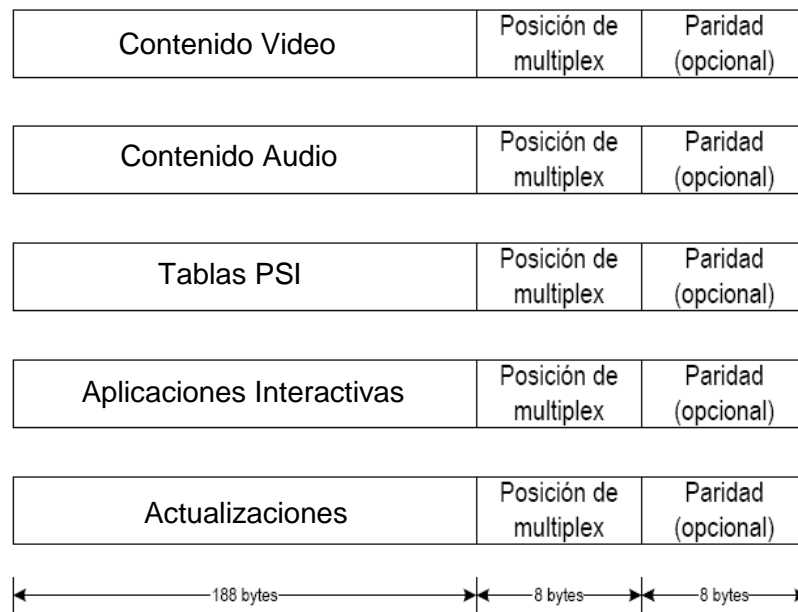 Contenido Video
Posición de
multiplex
Paridad
(opcional)
Contenido Audio
Posición de
multiplex
Paridad
(opcional)
Tablas PSI
Posición de
multiplex
Paridad
(opcional)
Aplicaciones Interactivas
Posición de
multiplex
Paridad
(opcional)
Actualizaciones
Posición de
multiplex
Paridad
(opcional)
188 bytes
8 bytes
8 bytes